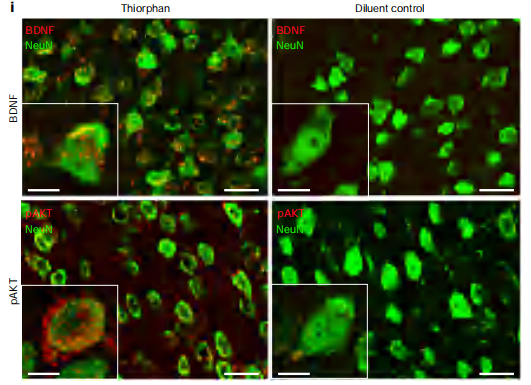 i
Thiorphan Diluent control
BDNF
BDNF
NeuN
BDNF
NeuN
pAKT
pAKT
NeuN
pAKT
NeuN